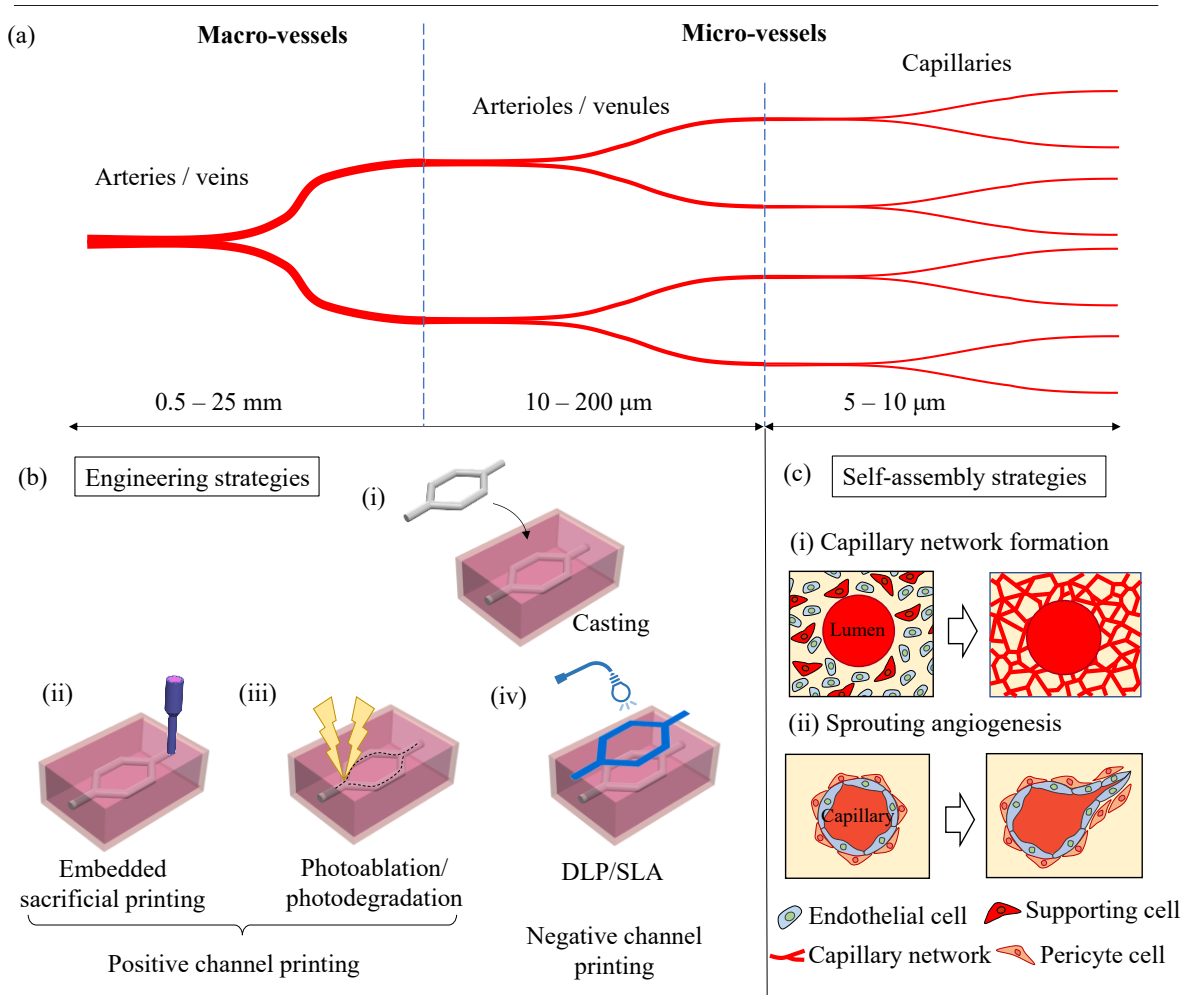 (a)
Macro-vessels
Micro-vessels
Capillaries
Arterioles / venules
Arteries / veins
0.5 – 25 mm
10 – 200 μm
5 – 10 μm
(b)
Engineering strategies
(i)
Casting
(ii)
(iii)
(iv)
Embedded
sacrificial printing
Photoablation/
photodegradation
DLP/SLA
Positive channel printing
Negative channel
printing
(c)
Self-assembly strategies
(i) Capillary network formation
Lumen
(ii) Sprouting angiogenesis
Capillary
Endothelial cell
Supporting cell
Capillary network
Pericyte cell